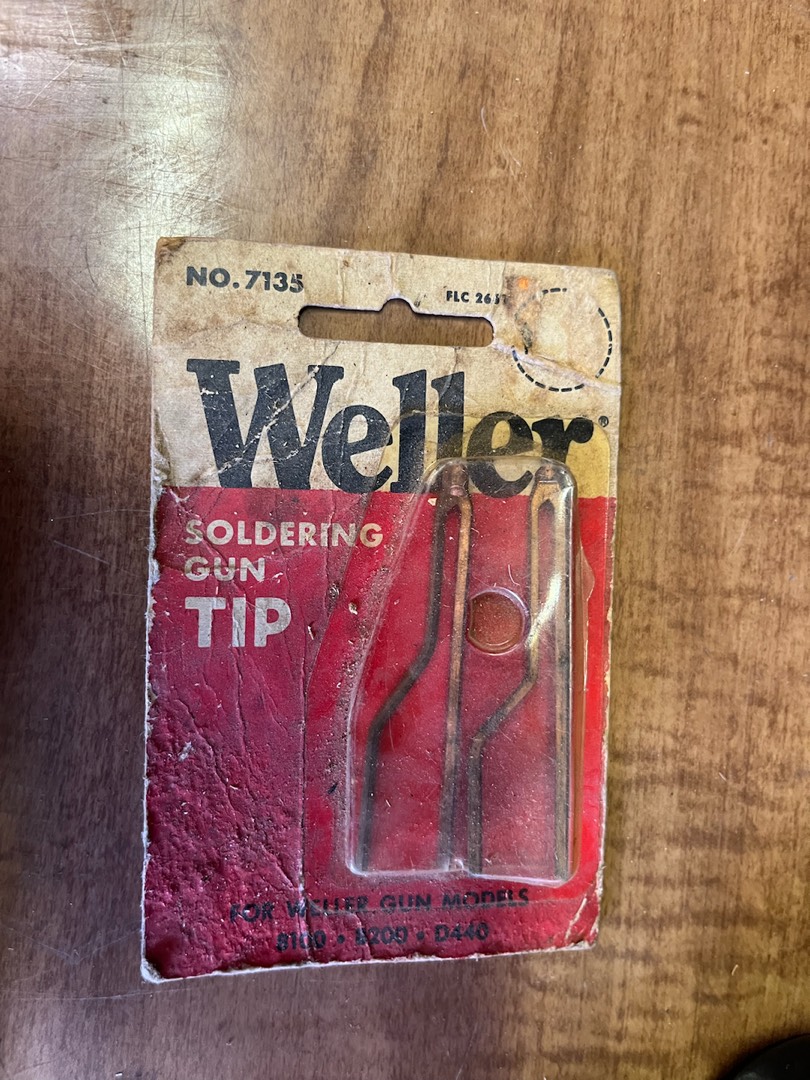 NO. 7135
Weller®
SOLDERING
GUN
TIP
FOR WELLER GUN MODELS
8100 • 8200 • D440